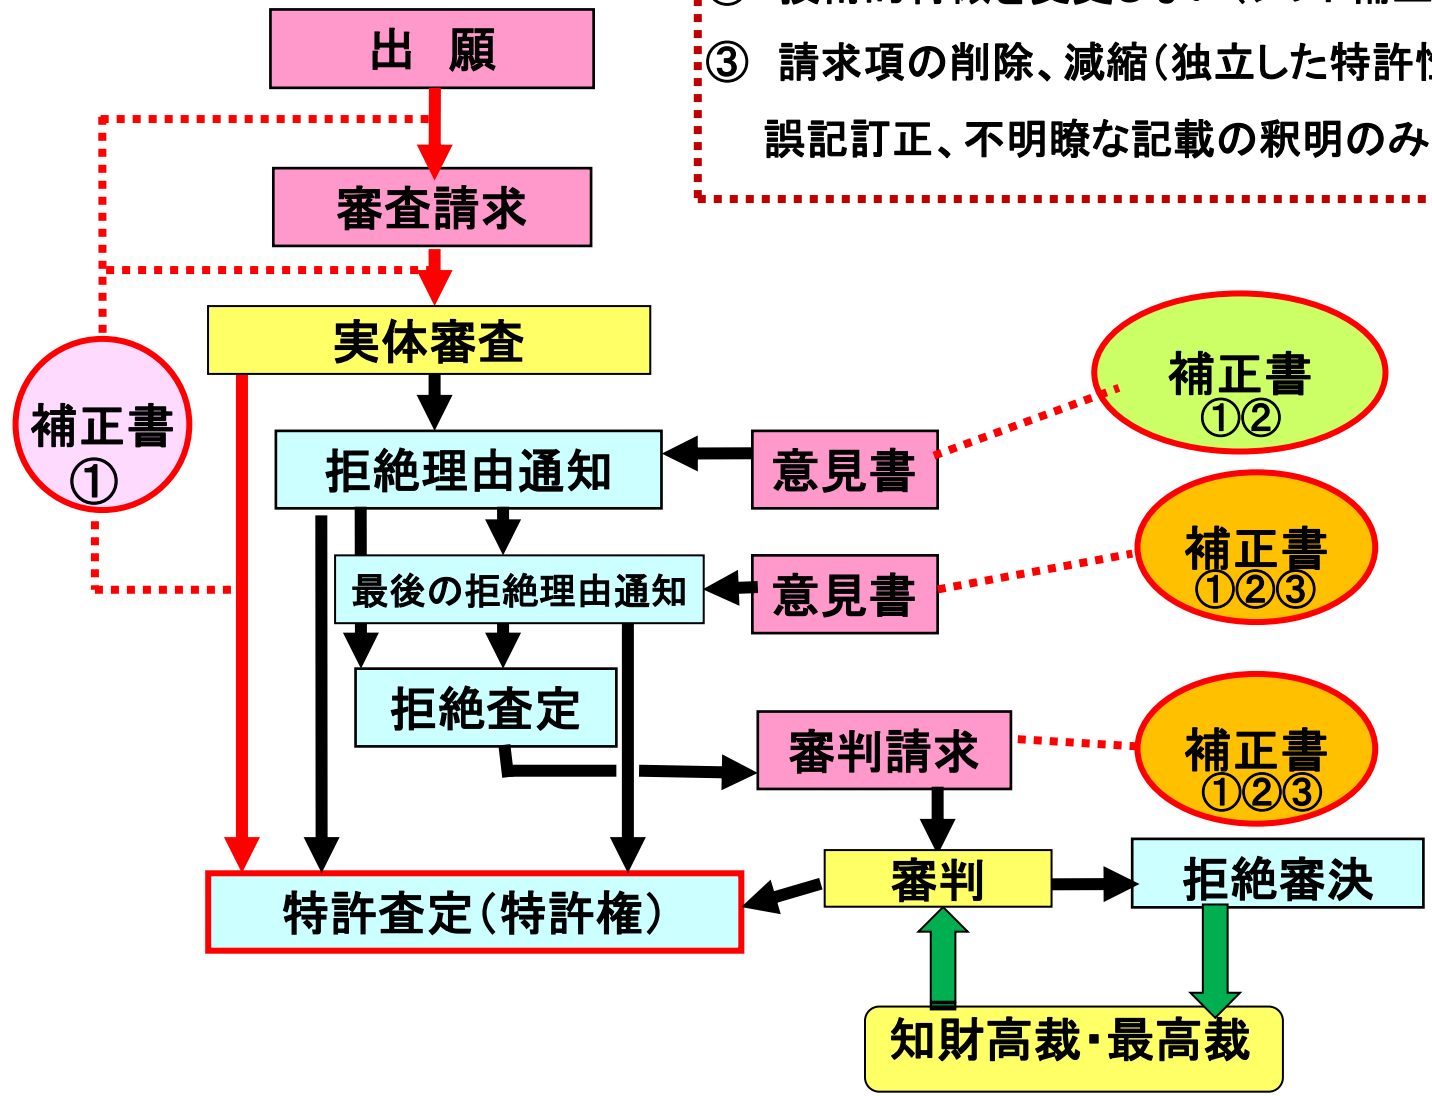 出　願
③　請求項の削除、減縮（独立した特許性
誤記訂正、不明瞭な記載の釈明のみ
審査請求
実体審査
補正書
①②
補正書
①
拒絶理由通知
意見書
補正書
①②③
最後の拒絶理由通知
意見書
拒絶査定
審判請求
補正書
①②③
審判
拒絶審決
特許査定（特許権）
知財高裁・最高裁